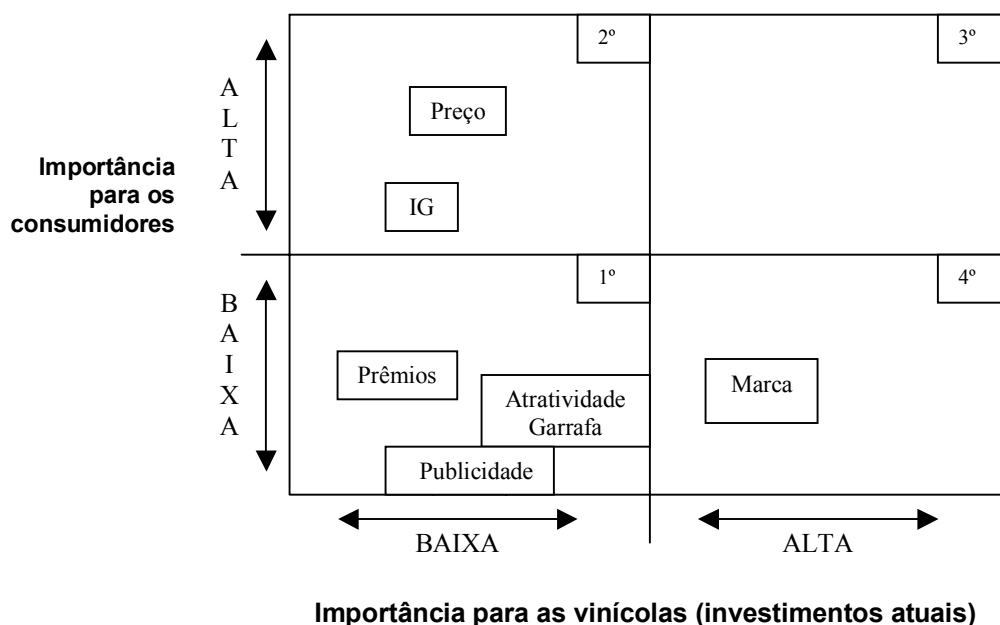 2º
3º
A
L
T
A
Preço
Importância
para os
consumidores
IG
1º
4º
B
A
I
X
A
Prêmios
Atratividade
Garrafa
Marca
Publicidade
BAIXA
ALTA
Importância para as vinícolas (investimentos atuais)